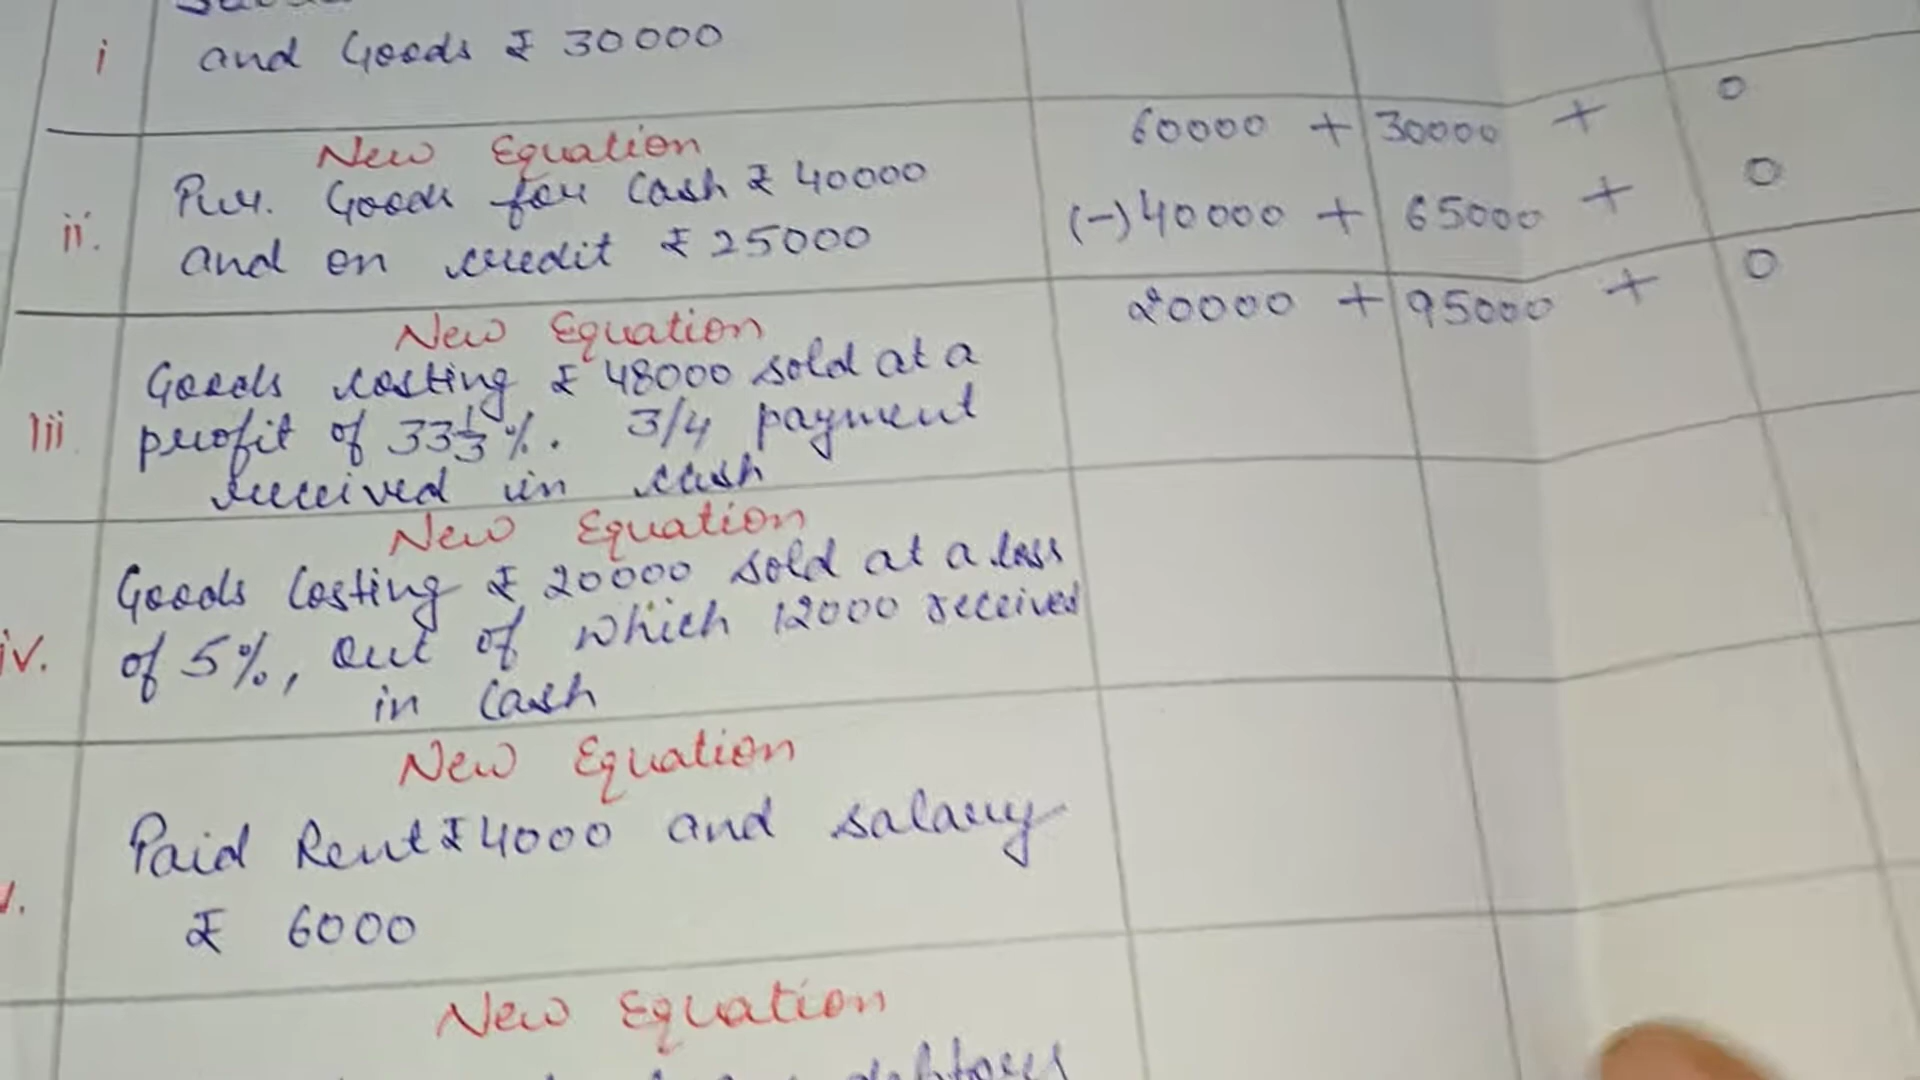 i and Goods ₹ 30000
New Equation 60000 + 30000 + 0
Pur. Goods for Cash ₹ 40000 (-) 40000 + 65000 + 0
ii. and on credit ₹ 25000
New Equation 20000 + 95000 + 0
Goods costing ₹ 48000 sold at a
iii profit of 33 1/3 %. 3/4 payment
received in cash
New Equation
Goods Costing ₹ 20000 sold at a loss
iv. of 5%, out of which 12000 received
in Cash
New Equation
Paid Rent ₹ 4000 and salary
₹ 6000
New Equation
debtors